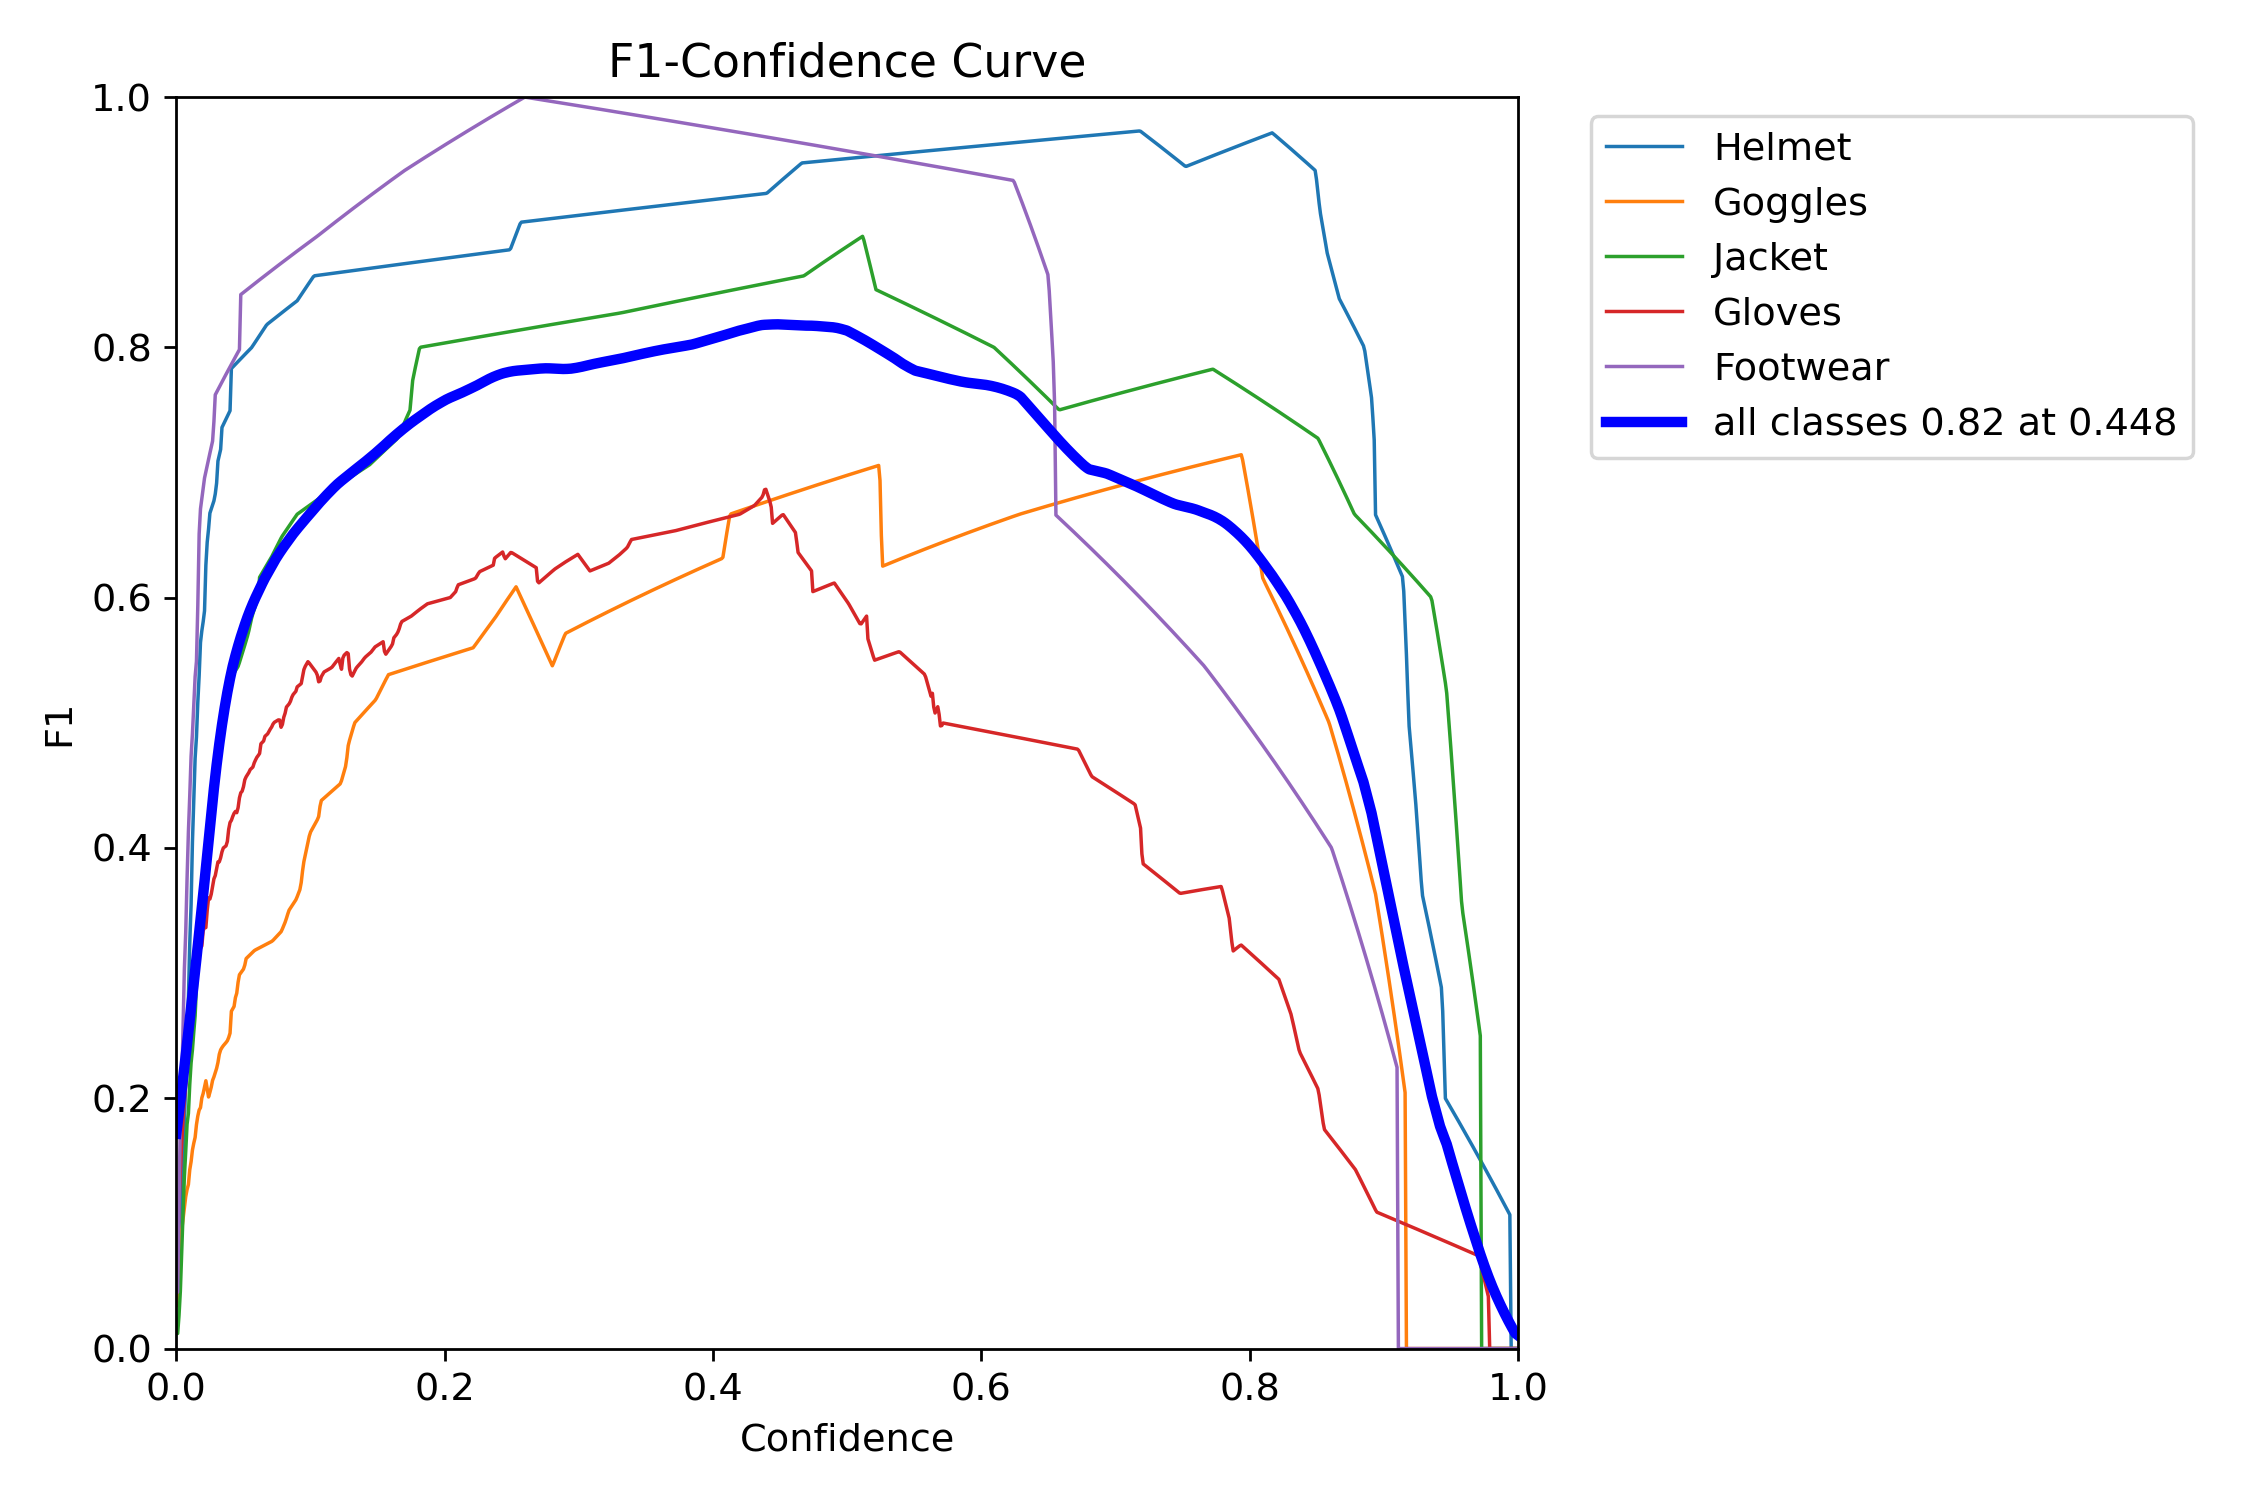 F1-Confidence Curve
1.0
0.8
0.6
0.4
0.2
0.0
F1
0.0 0.2 0.4 0.6 0.8 1.0
Confidence
Helmet
Goggles
Jacket
Gloves
Footwear
all classes 0.82 at 0.448